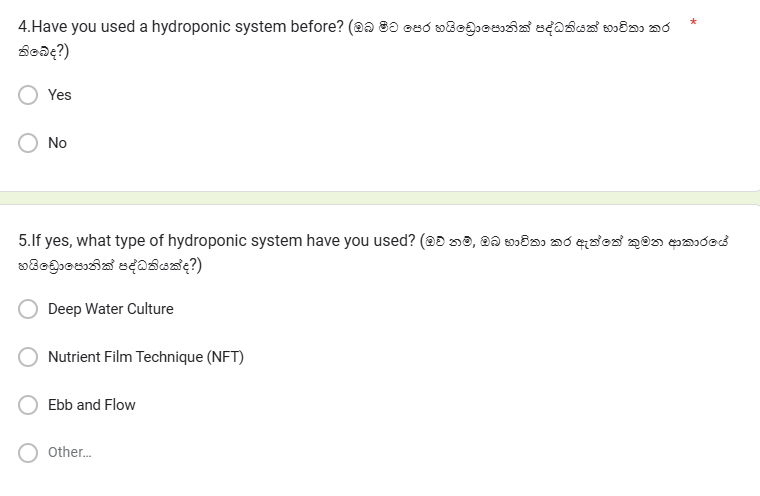 4.Have you used a hydroponic system before? (ඔබ මීට පෙර හයිඩ්‍රොපොනික් පද්ධතියක් භාවිතා කර *
තිබේද?)
Yes
No
5.If yes, what type of hydroponic system have you used? (ඔව් නම්, ඔබ භාවිතා කර ඇත්තේ කුමන ආකාරයේ
හයිඩ්‍රොපොනික් පද්ධතියක්ද?)
Deep Water Culture
Nutrient Film Technique (NFT)
Ebb and Flow
Other...